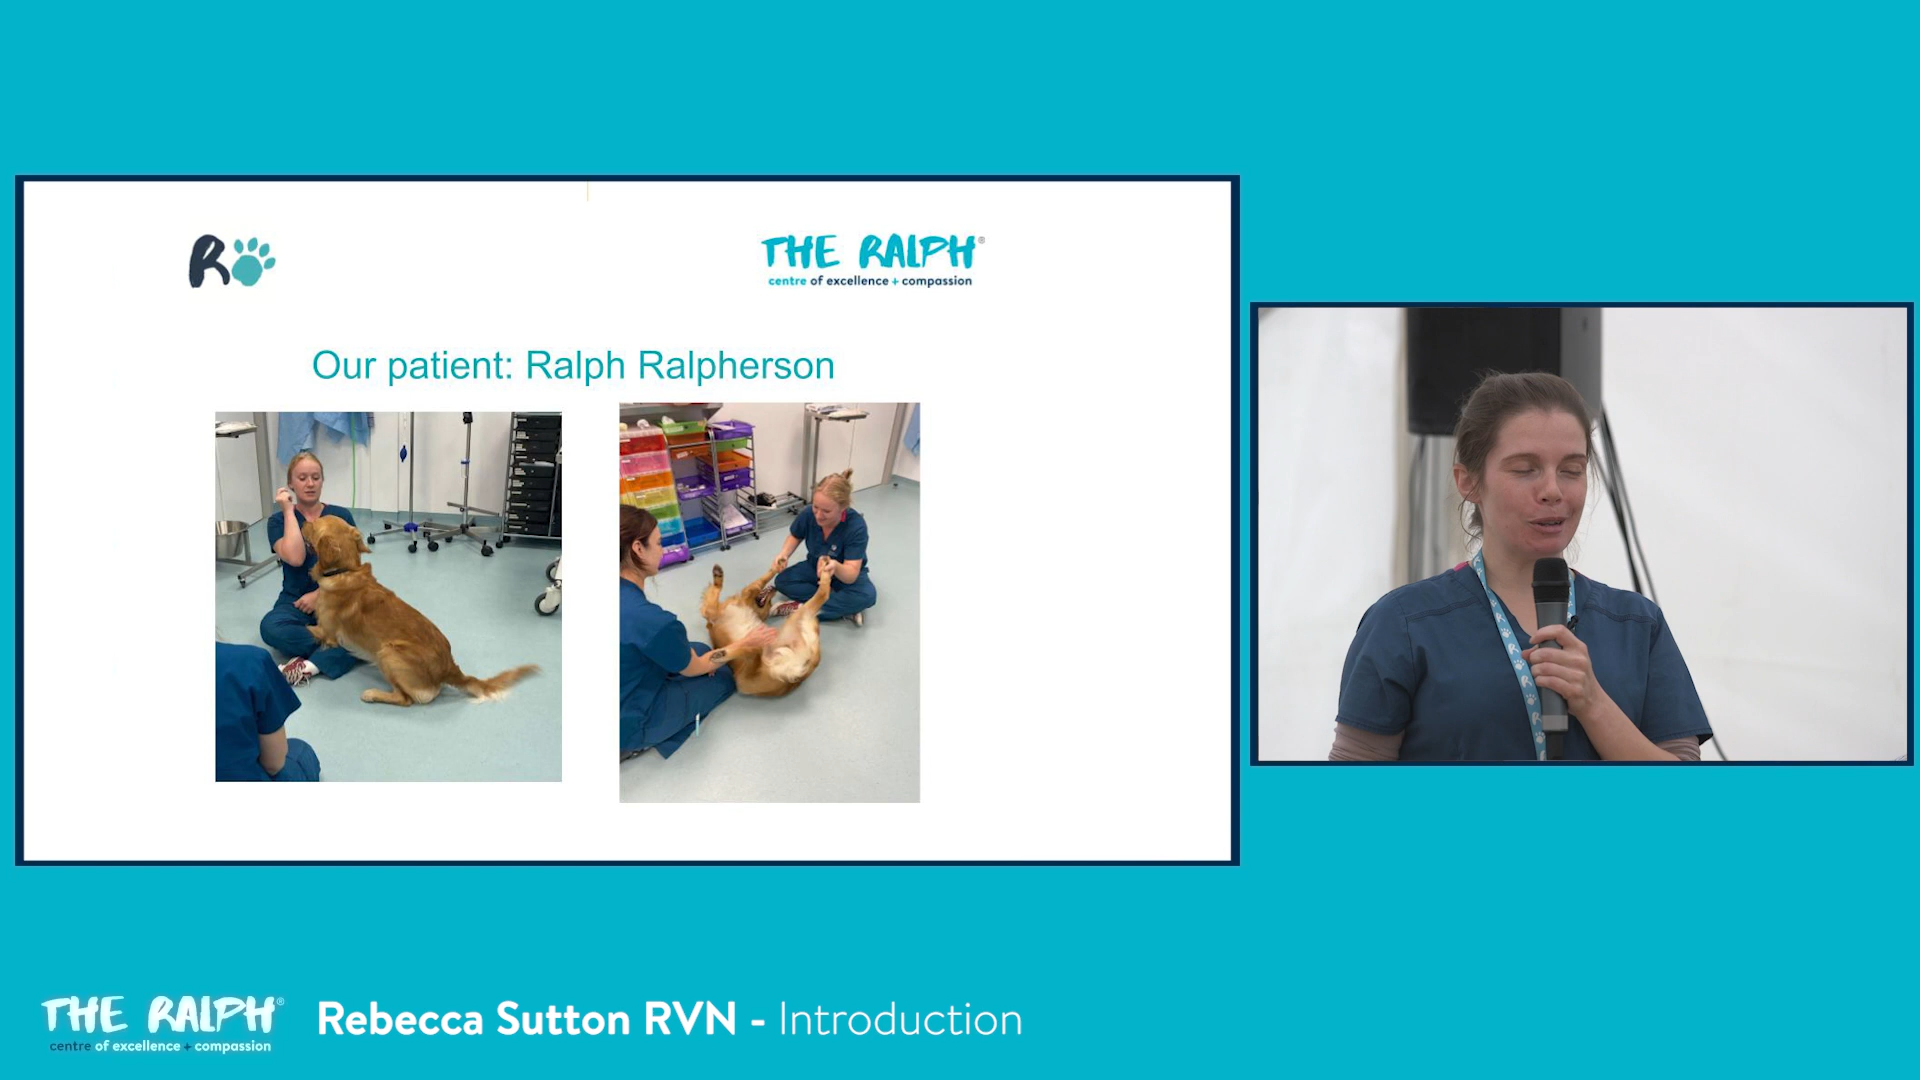 R
THE RALPH®
centre of excellence + compassion
Our patient: Ralph Ralpherson
THE RALPH®
centre of excellence + compassion
Rebecca Sutton RVN - Introduction